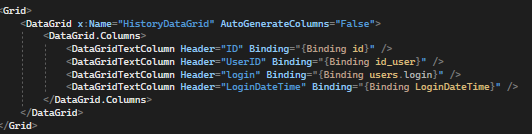 <Grid>
<DataGrid x:Name="HistoryDataGrid" AutoGenerateColumns="False">
<DataGrid.Columns>
<DataGridTextColumn Header="ID" Binding="{Binding id}" />
<DataGridTextColumn Header="UserID" Binding="{Binding id_user}" />
<DataGridTextColumn Header="login" Binding="{Binding users.login}" />
<DataGridTextColumn Header="LoginDateTime" Binding="{Binding LoginDateTime}" />
</DataGrid.Columns>
</DataGrid>
</Grid>